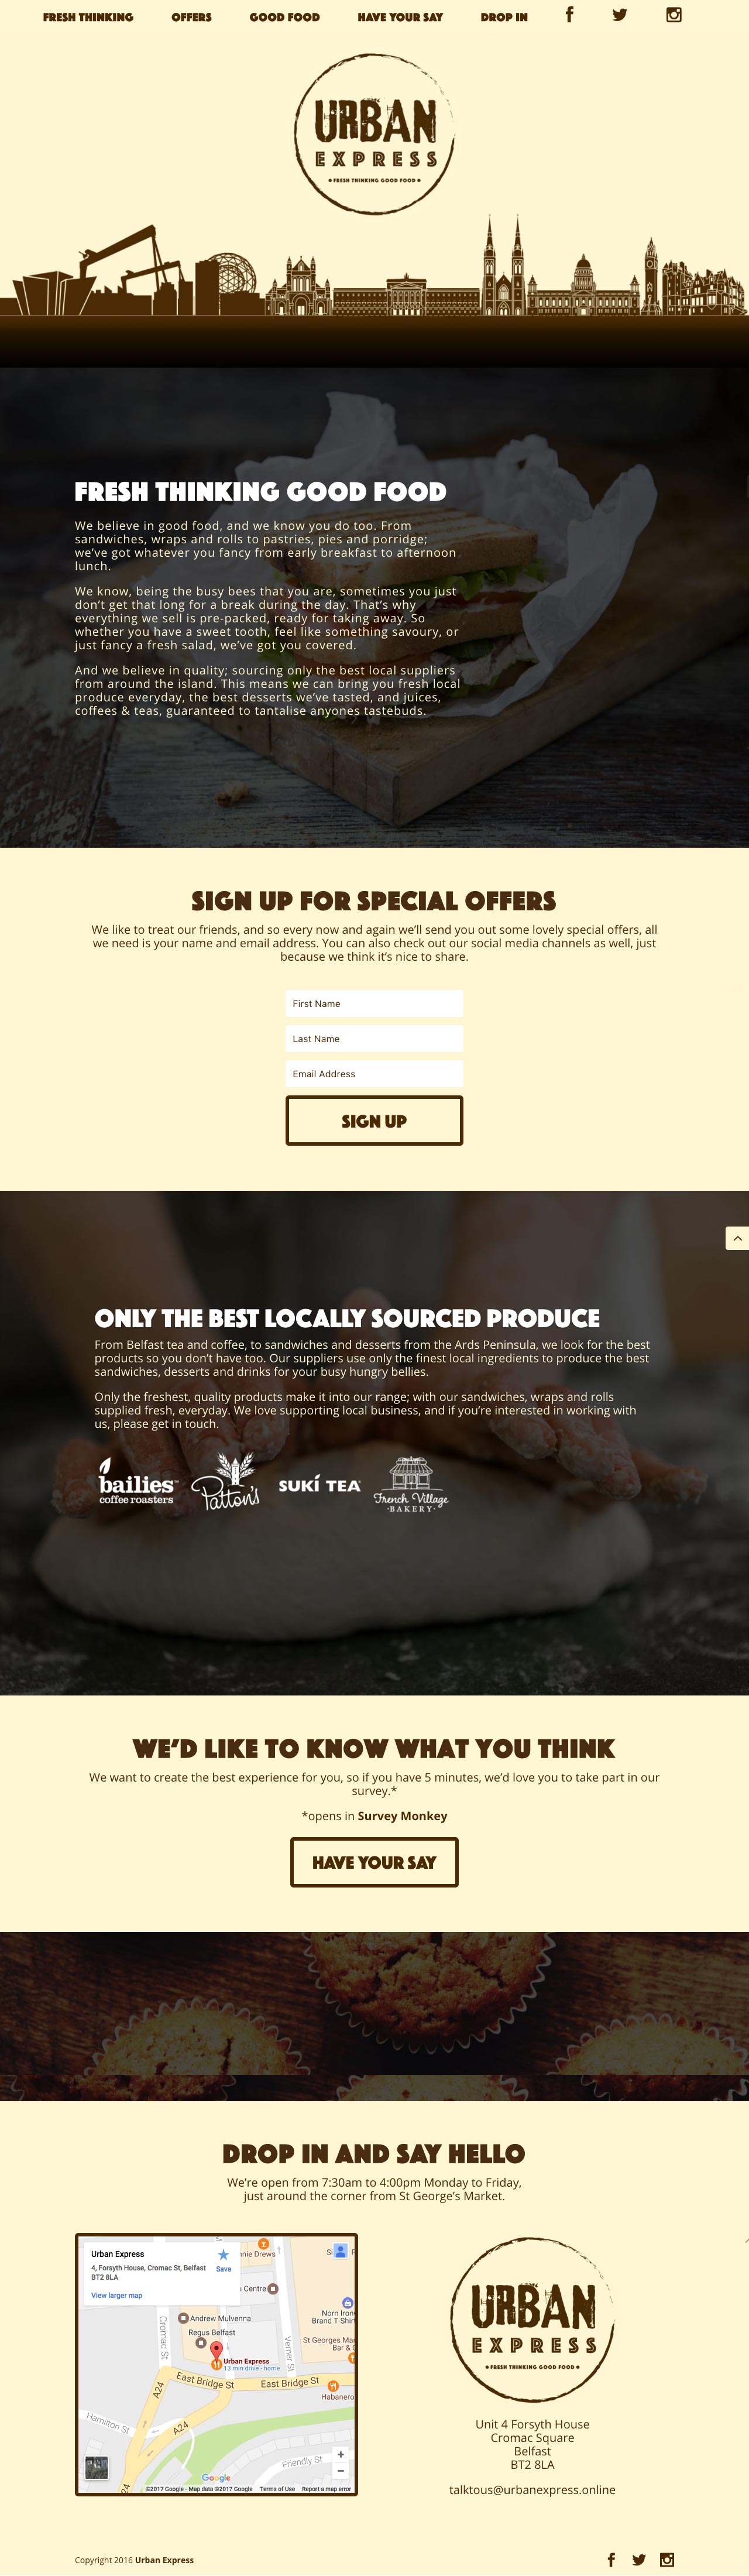 FRESH THINKING OFFERS GOOD FOOD HAVE YOUR SAY DROP IN
URBAN
EXPRESS
FRESH THINKING GOOD FOOD
FRESH THINKING GOOD FOOD
We believe in good food, and we know you do too. From
sandwiches, wraps and rolls to pastries, pies and porridge;
we've got whatever you fancy from early breakfast to afternoon
lunch.
We know, being the busy bees that you are, sometimes you just
don't get that long for a break during the day. That's why
everything we sell is pre-packed, ready for taking away. So
whether you have a sweet tooth, feel like something savoury, or
just fancy a fresh salad, we've got you covered.
And we believe in quality; sourcing only the best local suppliers
from around the island. This means we can bring you fresh local
produce everyday, the best desserts we've tasted, and juices,
coffees & teas, guaranteed to tantalise anyones tastebuds.
SIGN UP FOR SPECIAL OFFERS
We like to treat our friends, and so every now and again we'll send you out some lovely special offers, all
we need is your name and email address. You can also check out our social media channels as well, just
because we think it's nice to share.
First Name
Last Name
Email Address
SIGN UP
ONLY THE BEST LOCALLY SOURCED PRODUCE
From Belfast tea and coffee, to sandwiches and desserts from the Ards Peninsula, we look for the best
products so you don't have too. Our suppliers use only the finest local ingredients to produce the best
sandwiches, desserts and drinks for your busy hungry bellies.
Only the freshest, quality products make it into our range; with our sandwiches, wraps and rolls
supplied fresh, everyday. We love supporting local business, and if you're interested in working with
us, please get in touch.
bailies
coffee roasters
Patton's
SUKI TEA
French Village
BAKERY
WE'D LIKE TO KNOW WHAT YOU THINK
We want to create the best experience for you, so if you have 5 minutes, we'd love you to take part in our
survey.*
*opens in Survey Monkey
HAVE YOUR SAY
DROP IN AND SAY HELLO
We're open from 7:30am to 4:00pm Monday to Friday,
just around the corner from St George's Market.
Urban Express
4, Forsyth House, Cromac St, Belfast
BT2 8LA
Save
View larger map
nnie Drews
Centre
Norn Iron
Brand T-Shir
Andrew Mulvenna
Regus Belfast
St Georges Mar
Bar &
Cromac St
Verner St
Urban Express
13 min drive - home
East Bridge St
East Bridge St
Habanero
A24
A24
Hamilton St
Friendly St
24
Google
©2017 Google - Map data ©2017 Google Terms of Use Report a map error
URBAN
EXPRESS
FRESH THINKING GOOD FOOD
Unit 4 Forsyth House
Cromac Square
Belfast
BT2 8LA
talktous@urbanexpress.online
Copyright 2016 Urban Express